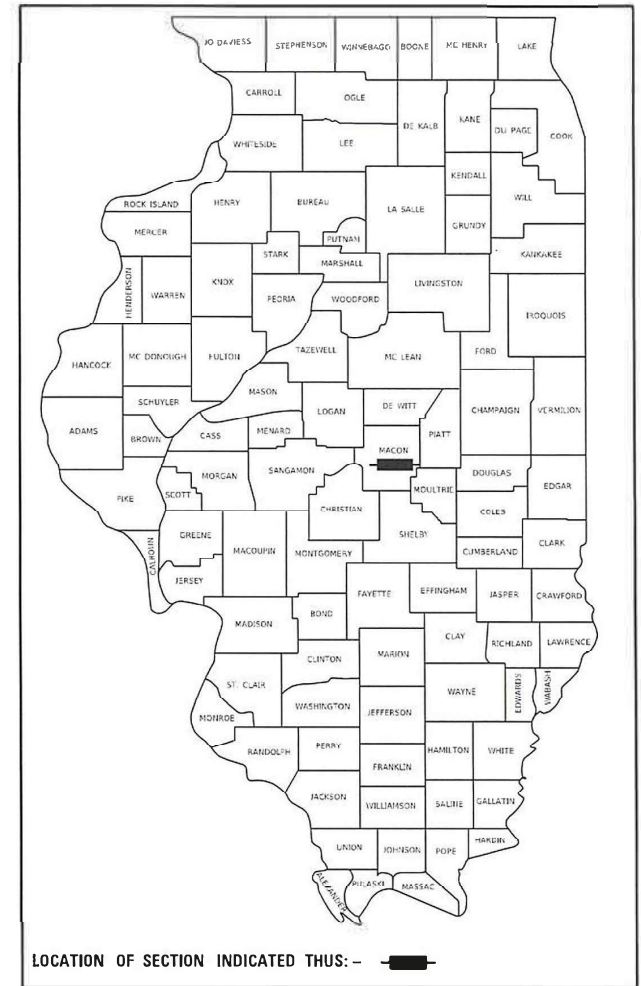 JO DAVIESS STEPHENSON WINNEBAGO BOONE MC HENRY LAKE
CARROLL OGLE DE KALB KANE DU PAGE COOK
WHITESIDE LEE
KENDALL
ROCK ISLAND HENRY BUREAU LA SALLE GRUNDY WILL
MERCER PUTNAM
STARK MARSHALL KANKAKEE
HENDERSON WARREN KNOX PEORIA WOODFORD LIVINGSTON IROQUOIS
HANCOCK MC DONOUGH FULTON TAZEWELL MC LEAN FORD
MASON
SCHUYLER LOGAN DE WITT CHAMPAIGN VERMILION
ADAMS BROWN CASS MENARD MACON PIATT
PIKE SCOTT MORGAN SANGAMON MOULTRIE DOUGLAS EDGAR
CHRISTIAN COLES
CALHOUN GREENE MACOUPIN MONTGOMERY SHELBY CUMBERLAND CLARK
JERSEY FAYETTE EFFINGHAM JASPER CRAWFORD
MADISON BOND
CLAY RICHLAND LAWRENCE
CLINTON MARION
ST. CLAIR WAYNE EDWARDS WABASH
MONROE WASHINGTON JEFFERSON
RANDOLPH PERRY HAMILTON WHITE
FRANKLIN
JACKSON WILLIAMSON SALINE GALLATIN
UNION JOHNSON POPE HARDIN
ALEXANDER PULASKI MASSAC
LOCATION OF SECTION INDICATED THUS: –